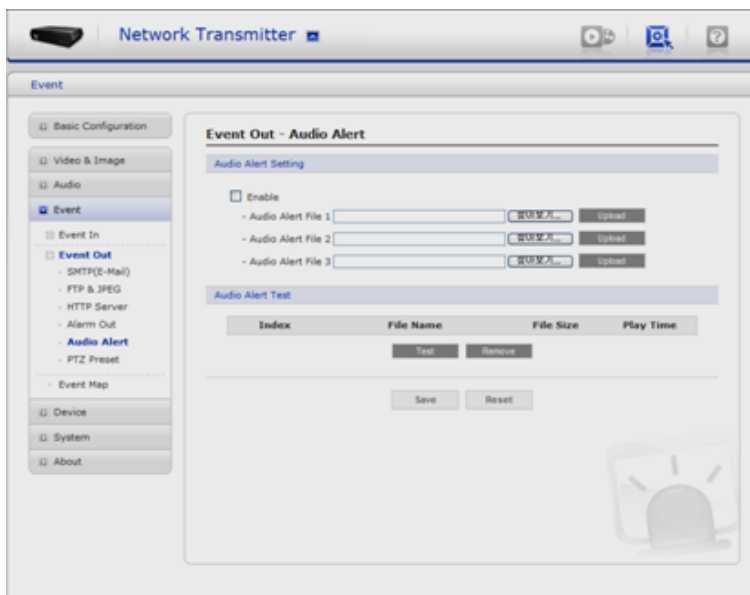 Network Transmitter
Event
Basic Configuration
Video & Image
Audio
Event
Event In
Event Out
SMTP(E-Mail)
FTP & JPEG
HTTP Server
Alarm Out
Audio Alert
PTZ Preset
Event Map
Device
System
About
Event Out - Audio Alert
Audio Alert Setting
Enable
- Audio Alert File 1 찾아보기... Upload
- Audio Alert File 2 찾아보기... Upload
- Audio Alert File 3 찾아보기... Upload
Audio Alert Test
Index File Name File Size Play Time
Test Remove
Save Reset